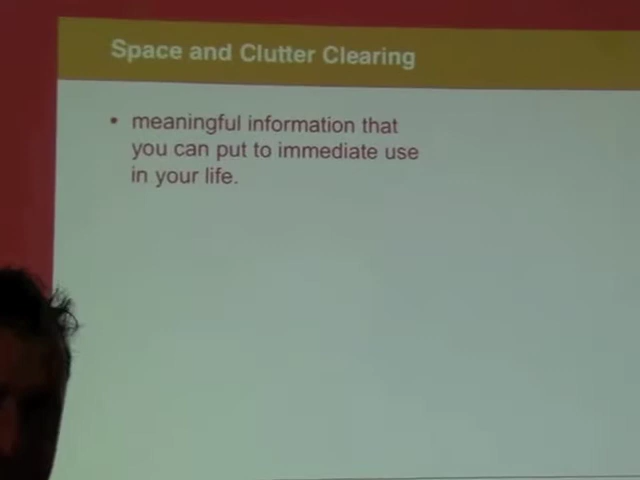 Space and Clutter Clearing
• meaningful information that
you can put to immediate use
in your life.